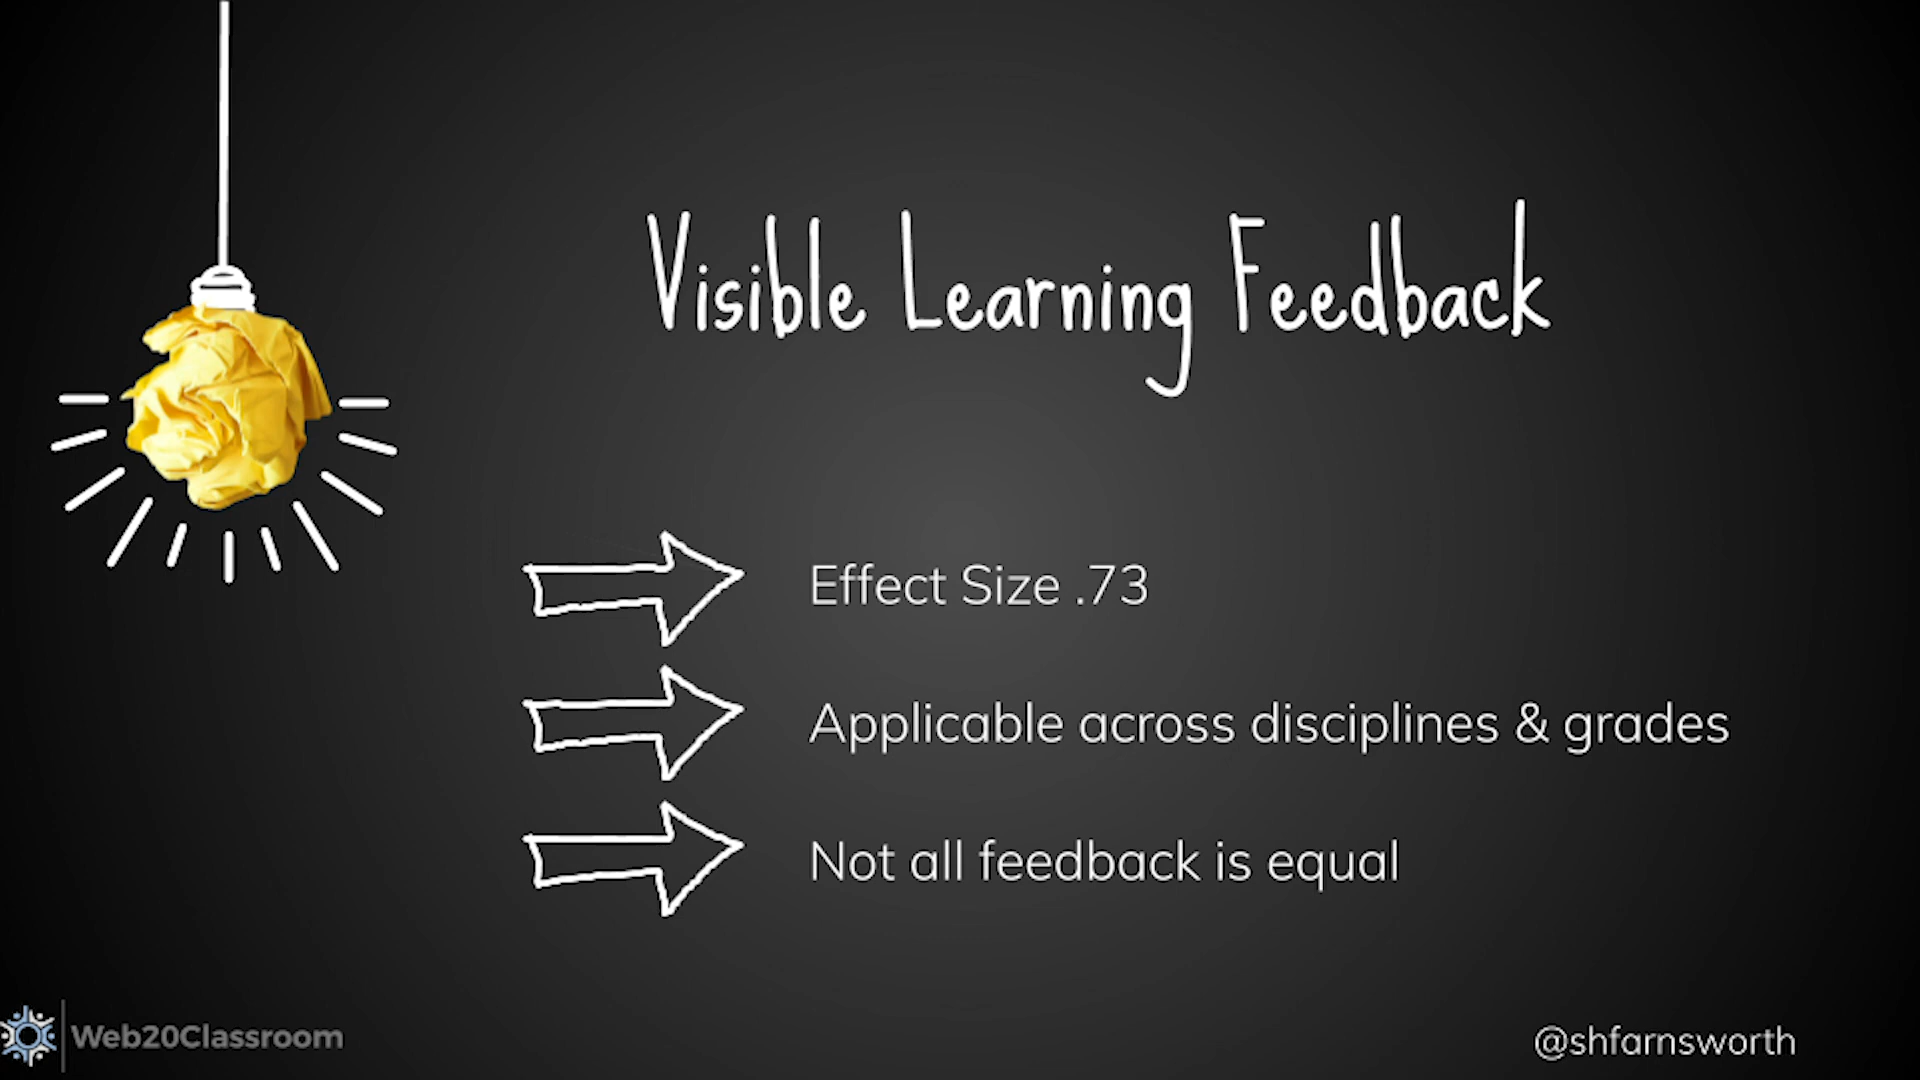 Visible Learning Feedback
Effect Size .73
Applicable across disciplines & grades
Not all feedback is equal
Web20Classroom
@shfarnsworth